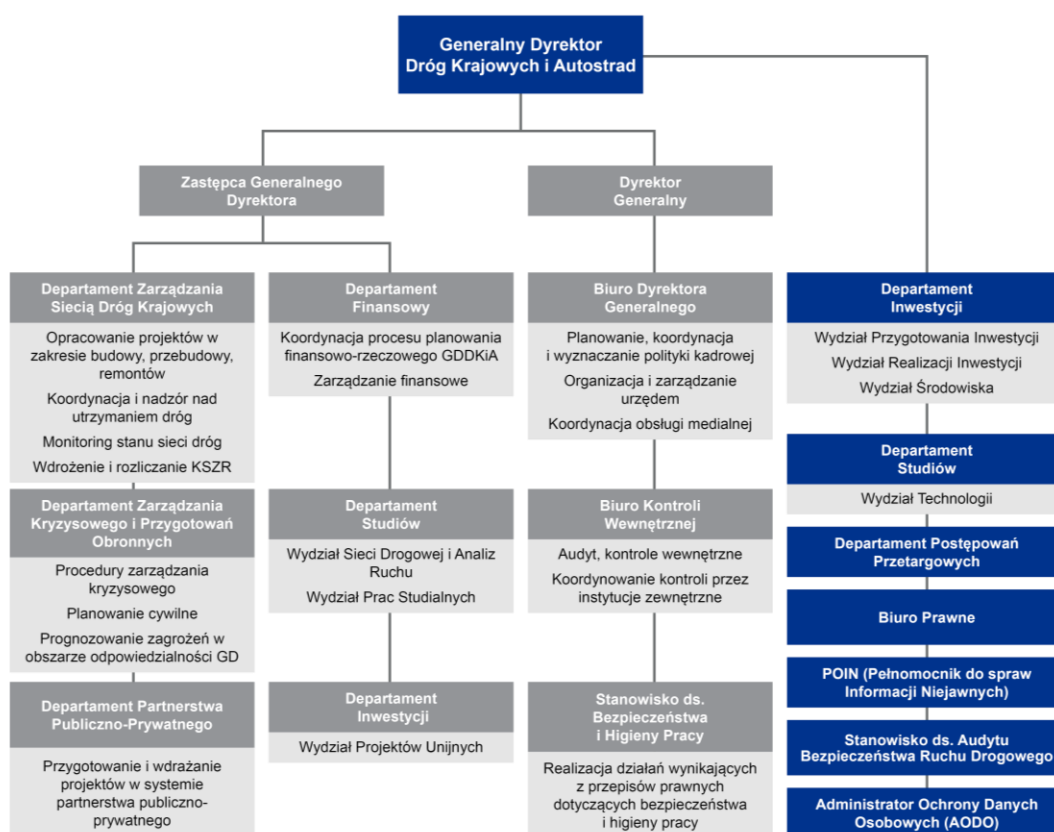 Generalny Dyrektor
Dróg Krajowych i Autostrad
Zastępca Generalnego
Dyrektora
Dyrektor
Generalny
Departament Zarządzania
Siecią Dróg Krajowych
Opracowanie projektów w
zakresie budowy, przebudowy,
remontów
Koordynacja i nadzór nad
utrzymaniem dróg
Monitoring stanu sieci dróg
Wdrożenie i rozliczanie KSZR
Departament Zarządzania
Kryzysowego i Przygotowań
Obronnych
Procedury zarządzania
kryzysowego
Planowanie cywilne
Prognozowanie zagrożeń w
obszarze odpowiedzialności GD
Departament Partnerstwa
Publiczno-Prywatnego
Przygotowanie i wdrażanie
projektów w systemie
partnerstwa publiczno-
prywatnego
Departament
Finansowy
Koordynacja procesu planowania
finansowo-rzeczowego GDDKiA
Zarządzanie finansowe
Departament
Studiów
Wydział Sieci Drogowej i Analiz
Ruchu
Wydział Prac Studialnych
Departament
Inwestycji
Wydział Projektów Unijnych
Biuro Dyrektora
Generalnego
Planowanie, koordynacja
i wyznaczanie polityki kadrowej
Organizacja i zarządzanie
urzędem
Koordynacja obsługi medialnej
Biuro Kontroli
Wewnętrznej
Audyt, kontrole wewnętrzne
Koordynowanie kontroli przez
instytucje zewnętrzne
Stanowisko ds.
Bezpieczeństwa
i Higieny Pracy
Realizacja działań wynikających
z przepisów prawnych
dotyczących bezpieczeństwa
i higieny pracy
Departament
Inwestycji
Wydział Przygotowania Inwestycji
Wydział Realizacji Inwestycji
Wydział Środowiska
Departament
Studiów
Wydział Technologii
Departament Postępowań
Przetargowych
Biuro Prawne
POIN (Pełnomocnik do spraw
Informacji Niejawnych)
Stanowisko ds. Audytu
Bezpieczeństwa Ruchu Drogowego
Administrator Ochrony Danych
Osobowych (AODO)